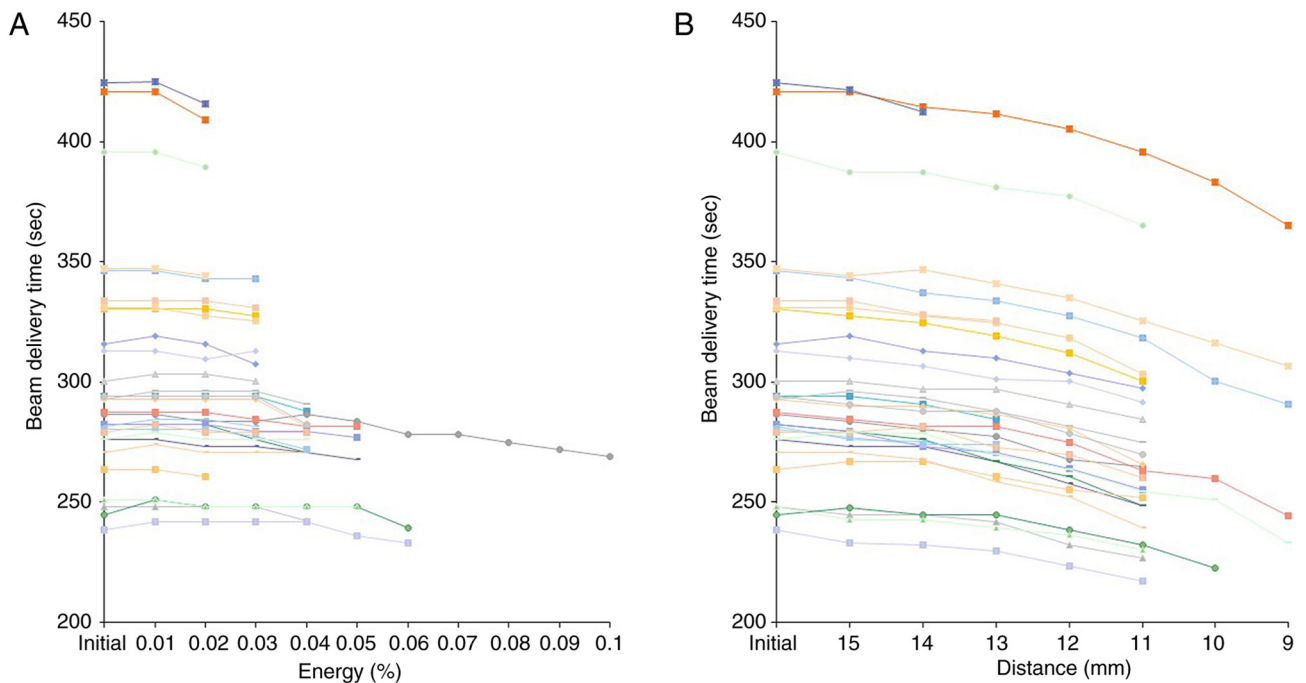 A
Beam delivery time (sec)
450
400
350
300
250
200
Initial 0.01 0.02 0.03 0.04 0.05 0.06 0.07 0.08 0.09 0.1
Energy (%)
B
Beam delivery time (sec)
450
400
350
300
250
200
Initial 15 14 13 12 11 10 9
Distance (mm)